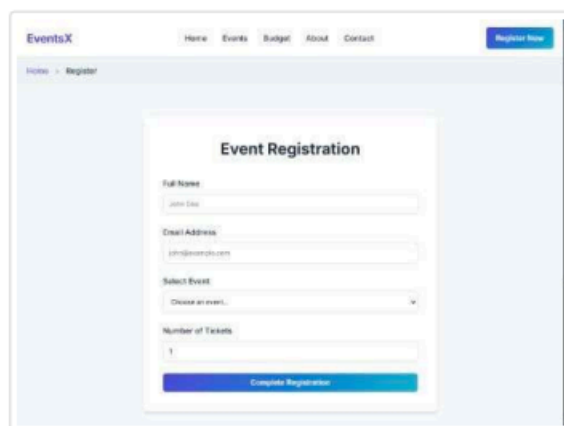 EventsX Home Events Budget About Contact Register Now
Home > Register
Event Registration
Full Name
John Doe
Email Address
john@example.com
Select Event
Choose an event...
Number of Tickets
1
Complete Registration